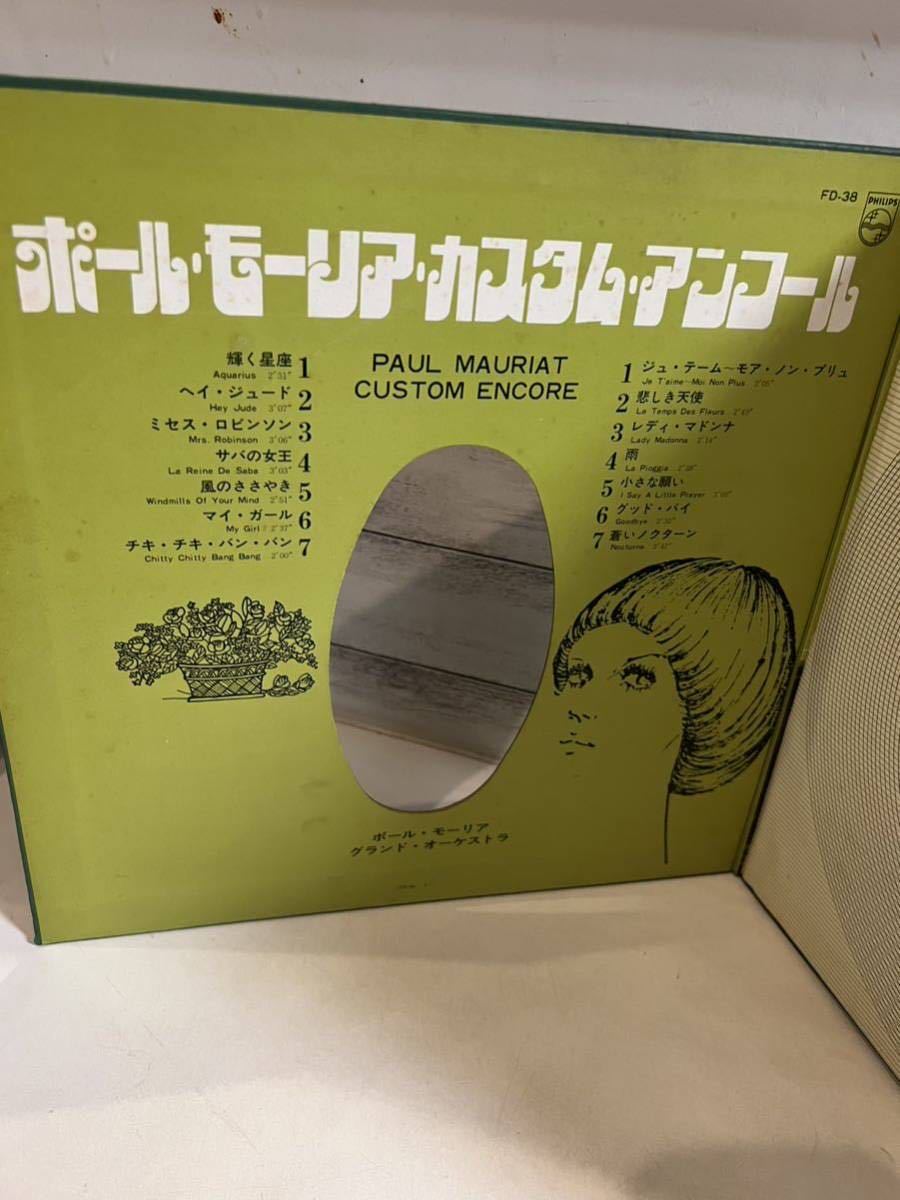 FD-38
PHILIPS
ポール・モーリア・カスタム・アンコール
PAUL MAURIAT
CUSTOM ENCORE
輝く星座 1
Aquarius 2'31"
ヘイ・ジュード 2
Hey Jude 3'07"
ミセス・ロビンソン 3
Mrs. Robinson 3'06"
サバの女王 4
La Reine De Saba 3'03"
風のささやき 5
Windmills Of Your Mind 2'51"
マイ・ガール 6
My Girl 2'37"
チキ・チキ・バン・バン 7
Chitty Chitty Bang Bang 2'00"
1 ジュ・テーム〜モア・ノン・プリュ
Je T'aime〜Moi Non Plus
2 悲しき天使
Le Temps Des Fleurs
3 レディ・マドンナ
Lady Madonna
4 雨
La Pioggia
5 小さな願い
I Say A Little Prayer
6 グッド・バイ
Goodbye
7 蒼いノクターン
Nocturne
ポール・モーリア
グランド・オーケストラ